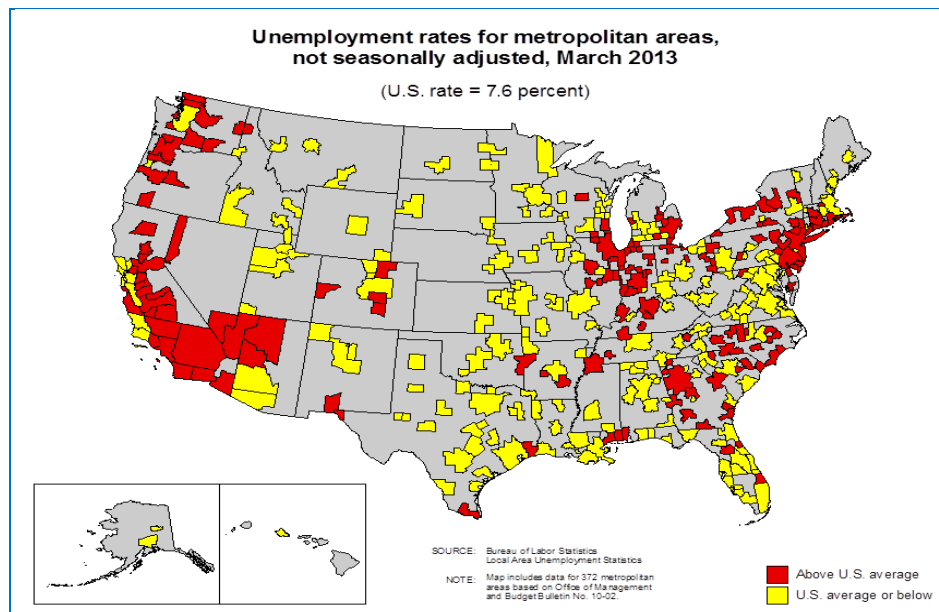 Unemployment rates for metropolitan areas,
not seasonally adjusted, March 2013
(U.S. rate = 7.6 percent)
SOURCE: Bureau of Labor Statistics
Local Area Unemployment Statistics
NOTE: Map includes data for 372 metropolitan
areas based on Office of Management
and Budget Bulletin No. 10-02.
Above U.S. average
U.S. average or below